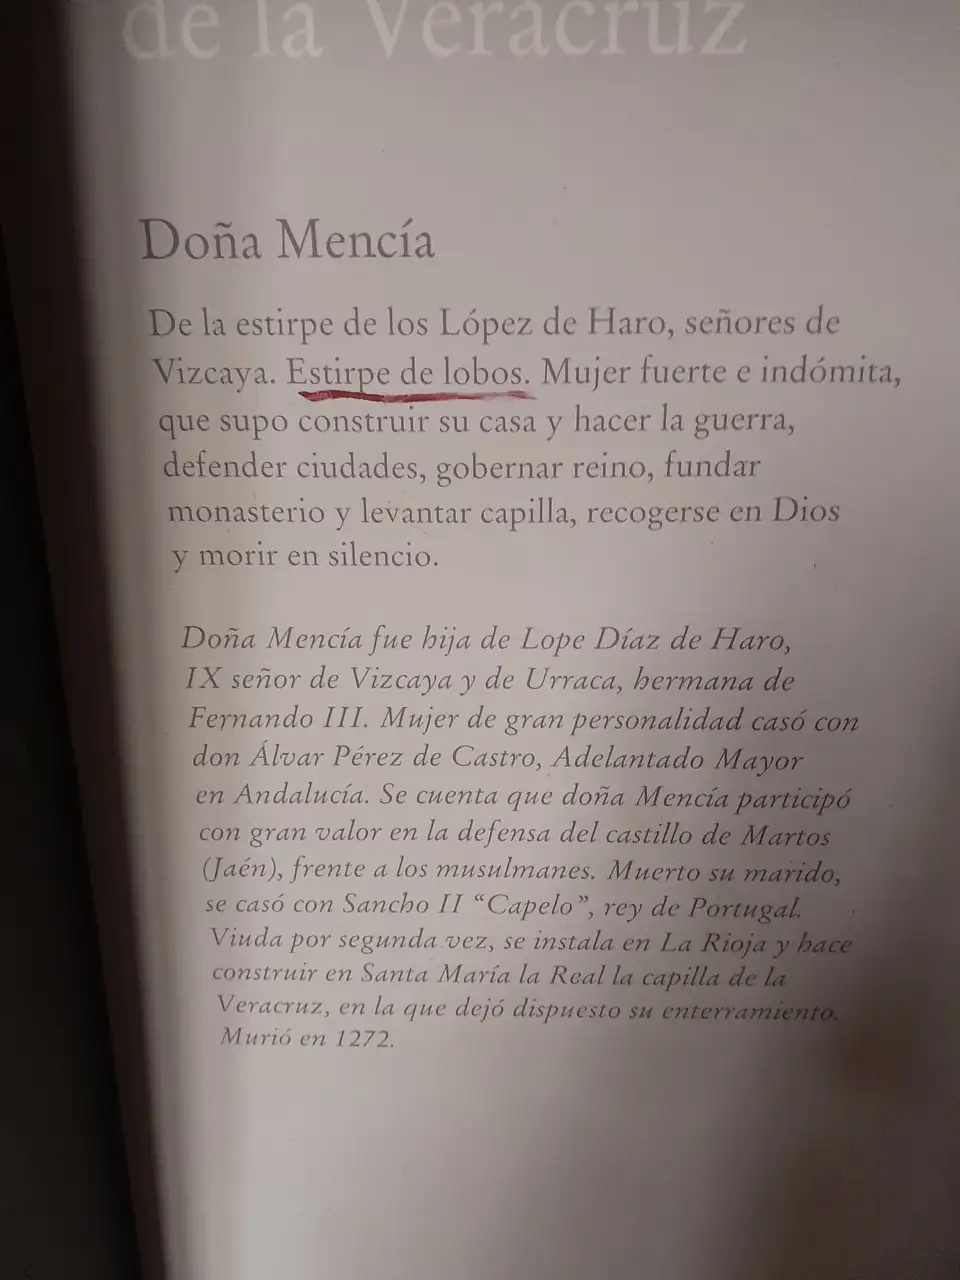 de la Veracruz
Doña Mencía
De la estirpe de los López de Haro, señores de
Vizcaya. Estirpe de lobos. Mujer fuerte e indómita,
que supo construir su casa y hacer la guerra,
defender ciudades, gobernar reino, fundar
monasterio y levantar capilla, recogerse en Dios
y morir en silencio.
Doña Mencía fue hija de Lope Díaz de Haro,
IX señor de Vizcaya y de Urraca, hermana de
Fernando III. Mujer de gran personalidad casó con
don Álvar Pérez de Castro, Adelantado Mayor
en Andalucía. Se cuenta que doña Mencía participó
con gran valor en la defensa del castillo de Martos
(Jaén), frente a los musulmanes. Muerto su marido,
se casó con Sancho II “Capelo”, rey de Portugal.
Viuda por segunda vez, se instala en La Rioja y hace
construir en Santa María la Real la capilla de la
Veracruz, en la que dejó dispuesto su enterramiento.
Murió en 1272.